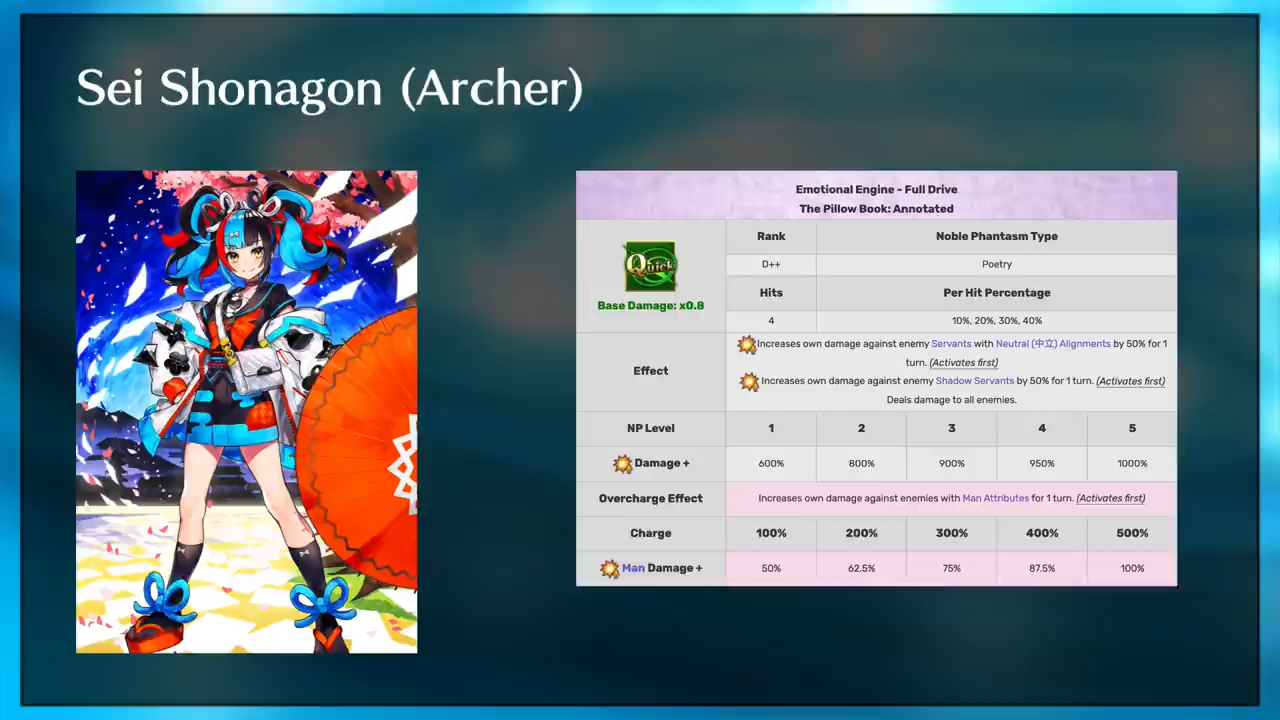 Sei Shonagon (Archer)
Emotional Engine - Full Drive
The Pillow Book: Annotated
Quick
Base Damage: x0.8
Rank
Noble Phantasm Type
D++
Poetry
Hits
Per Hit Percentage
4
10%, 20%, 30%, 40%
Effect
Increases own damage against enemy Servants with Neutral (中立) Alignments by 50% for 1
turn. (Activates first)
Increases own damage against enemy Shadow Servants by 50% for 1 turn. (Activates first)
Deals damage to all enemies.
NP Level 1 2 3 4 5
Damage + 600% 800% 900% 950% 1000%
Overcharge Effect Increases own damage against enemies with Man Attributes for 1 turn. (Activates first)
Charge 100% 200% 300% 400% 500%
Man Damage + 50% 62.5% 75% 87.5% 100%